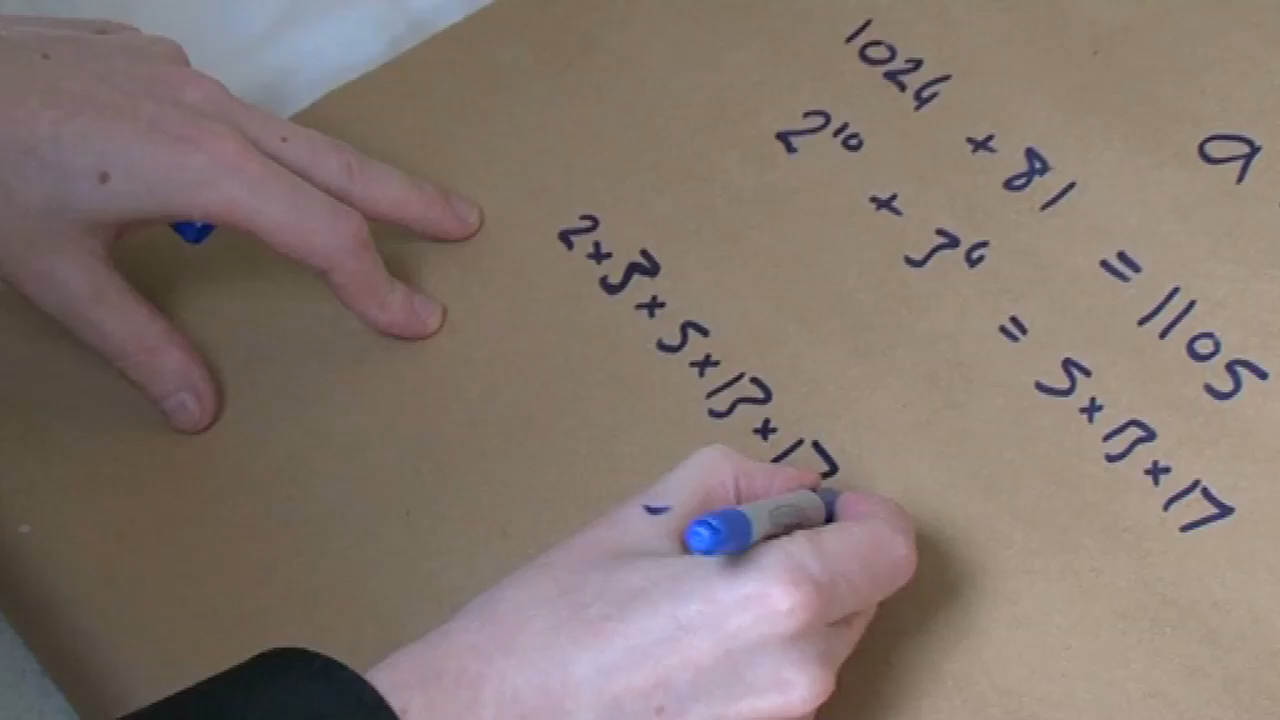 1024 + 81 = 1105
2¹⁰ + 3⁴ = 5×13×17
2×3×5×13×17
a